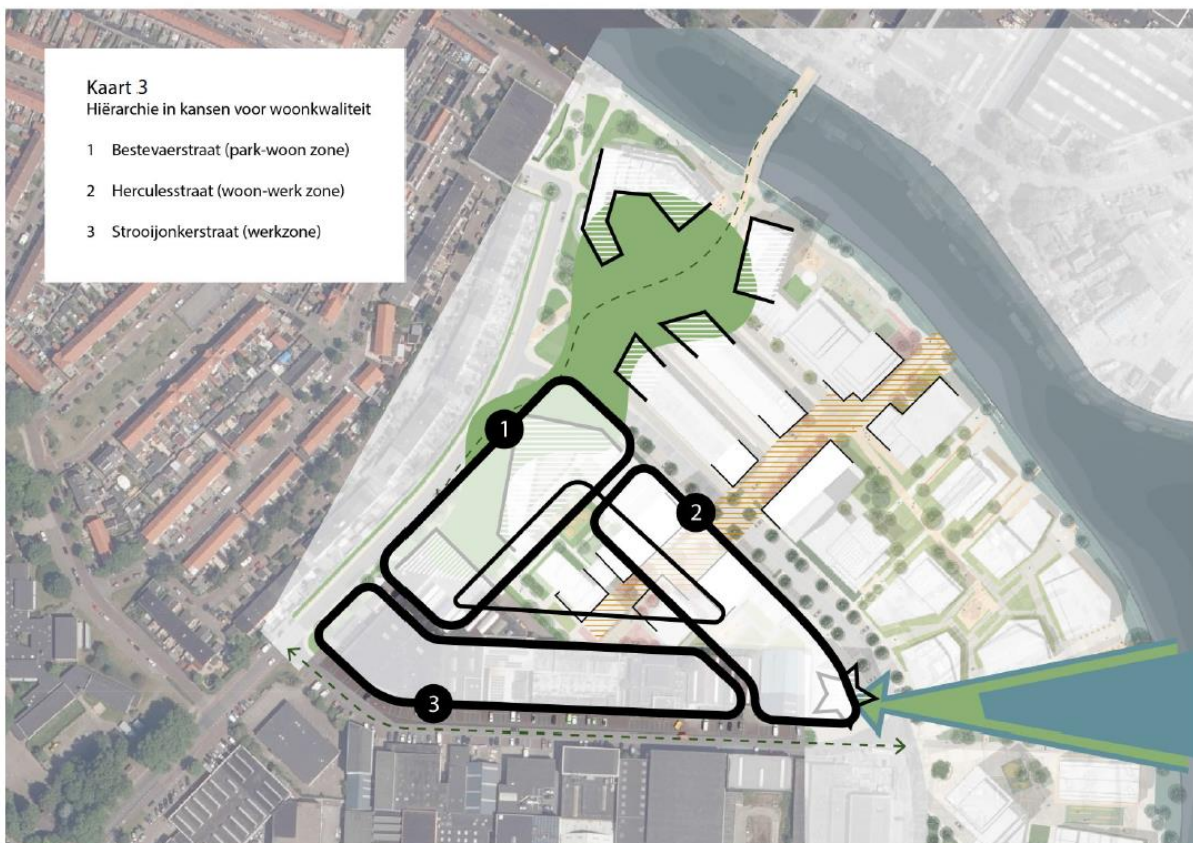 Kaart 3
Hiërarchie in kansen voor woonkwaliteit
1 Bestevaerstraat (park-woon zone)
2 Herculesstraat (woon-werk zone)
3 Strooijonkerstraat (werkzone)
1
2
3